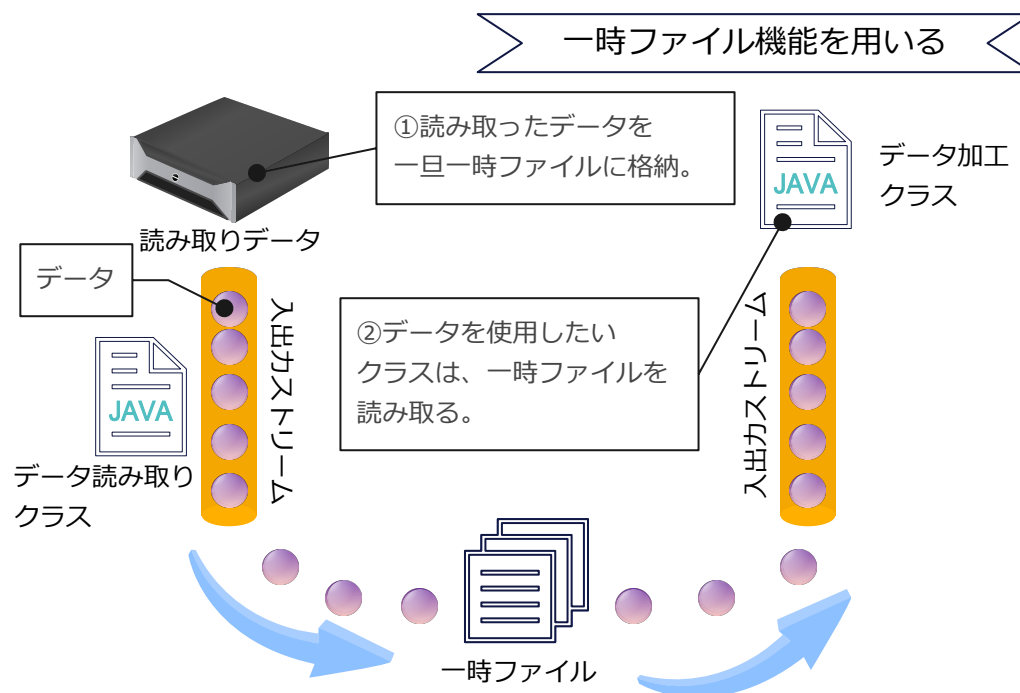 一時ファイル機能を用いる
①読み取ったデータを
一旦一時ファイルに格納。
JAVA
データ加工
クラス
読み取りデータ
データ
入出力ストリーム
②データを使用したい
クラスは、一時ファイルを
読み取る。
入出力ストリーム
JAVA
データ読み取り
クラス
一時ファイル